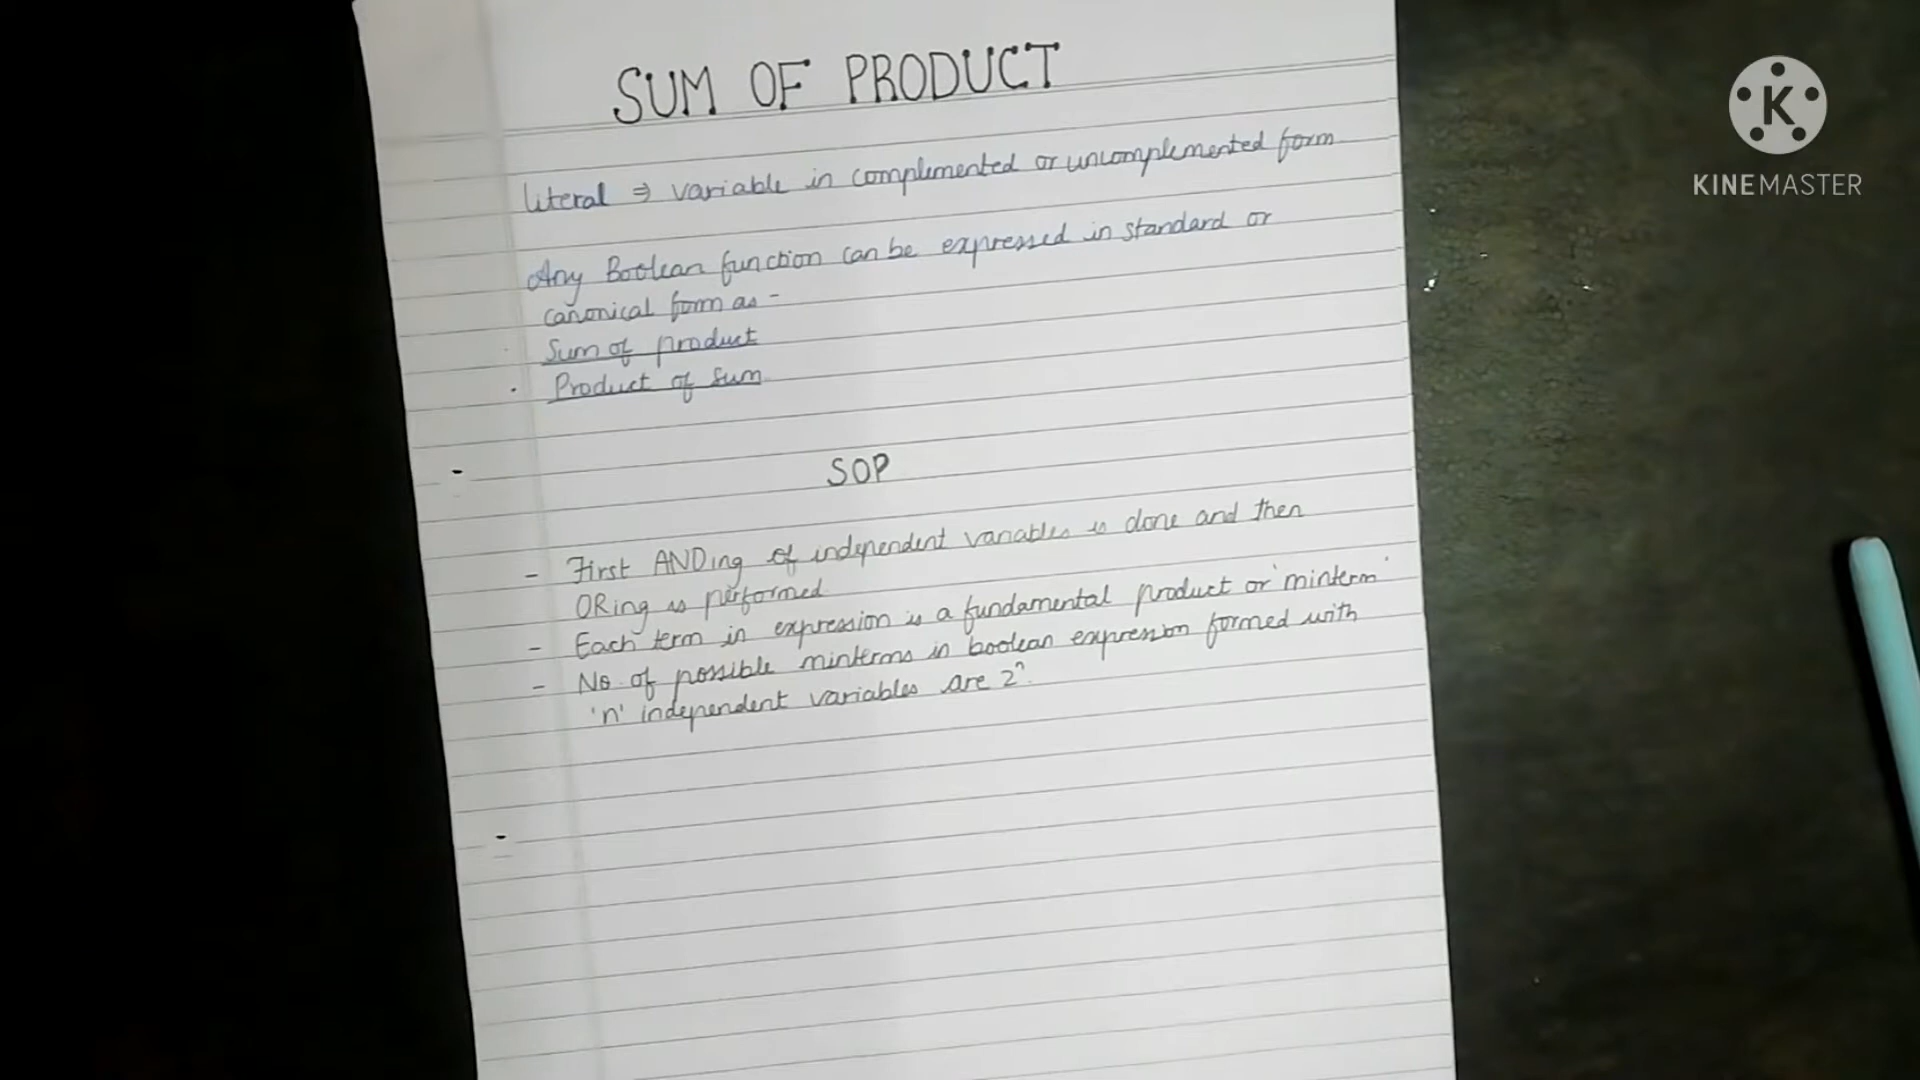 SUM OF PRODUCT
literal ⇒ variable in complemented or uncomplemented form
Any Boolean function can be expressed in standard or
canonical form as -
Sum of product
. Product of sum
SOP
- First ANDing of independent variables is done and then
ORing is performed
- Each term in expression is a fundamental product or 'minterm'
- No. of possible minterms in boolean expression formed with
'n' independent variables are 2ⁿ.
K
KINEMASTER